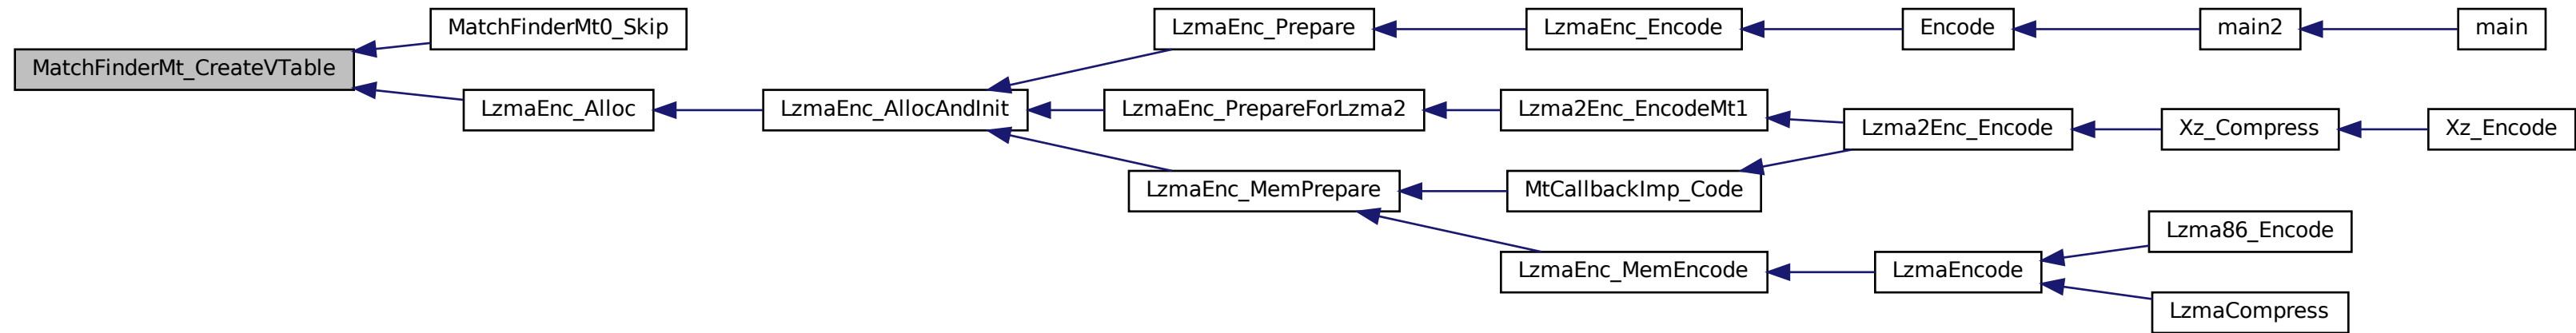 MatchFinderMt_CreateVTable
MatchFinderMt0_Skip
LzmaEnc_Alloc
LzmaEnc_AllocAndInit
LzmaEnc_Prepare
LzmaEnc_Encode
Encode
main2
main
LzmaEnc_PrepareForLzma2
Lzma2Enc_EncodeMt1
Lzma2Enc_Encode
Xz_Compress
Xz_Encode
LzmaEnc_MemPrepare
MtCallbackImp_Code
LzmaEnc_MemEncode
LzmaEncode
Lzma86_Encode
LzmaCompress